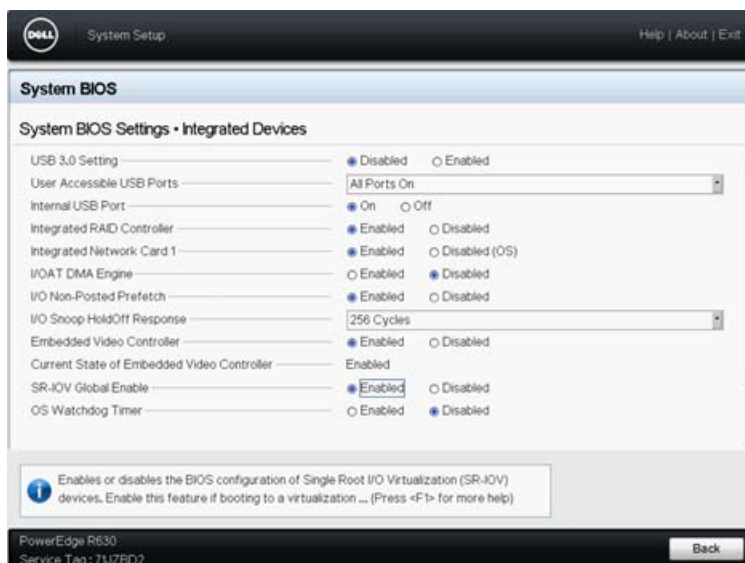 DELL System Setup Help | About | Exit
System BIOS
System BIOS Settings • Integrated Devices
USB 3.0 Setting Disabled Enabled
User Accessible USB Ports All Ports On
Internal USB Port On Off
Integrated RAID Controller Enabled Disabled
Integrated Network Card 1 Enabled Disabled (OS)
I/OAT DMA Engine Enabled Disabled
I/O Non-Posted Prefetch Enabled Disabled
I/O Snoop HoldOff Response 256 Cycles
Embedded Video Controller Enabled Disabled
Current State of Embedded Video Controller Enabled
SR-IOV Global Enable Enabled Disabled
OS Watchdog Timer Enabled Disabled
Enables or disables the BIOS configuration of Single Root I/O Virtualization (SR-IOV)
devices. Enable this feature if booting to a virtualization ... (Press <F1> for more help)
PowerEdge R630
Service Tag : 71JZBD2 Back